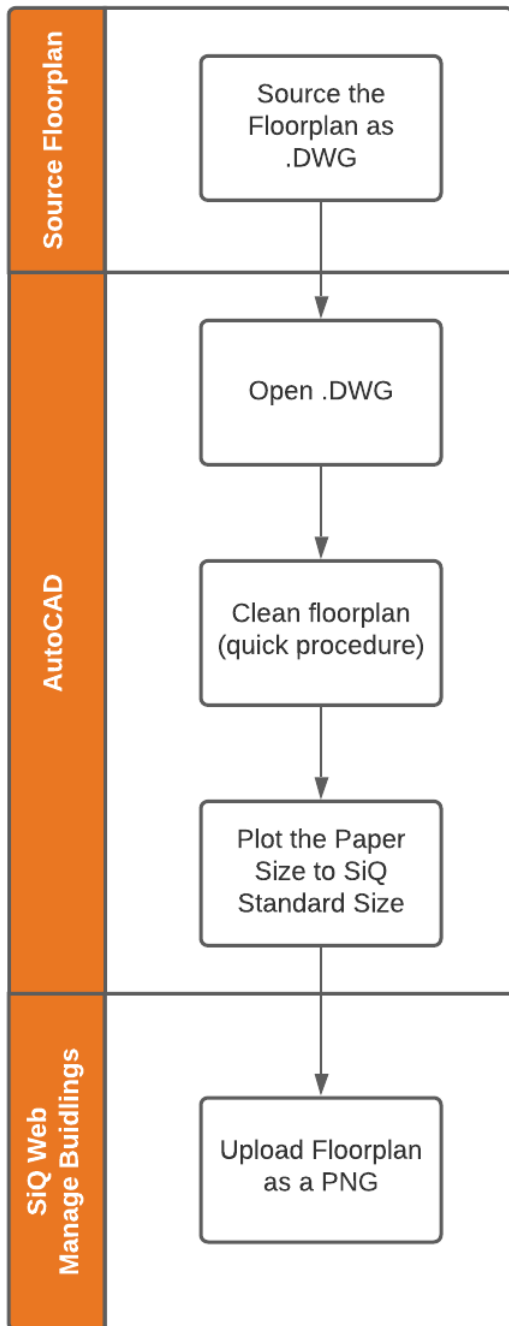 Source Floorplan
Source the
Floorplan as
.DWG
AutoCAD
Open .DWG
Clean floorplan
(quick procedure)
Plot the Paper
Size to SiQ
Standard Size
SiQ Web
Manage Buidlings
Upload Floorplan
as a PNG